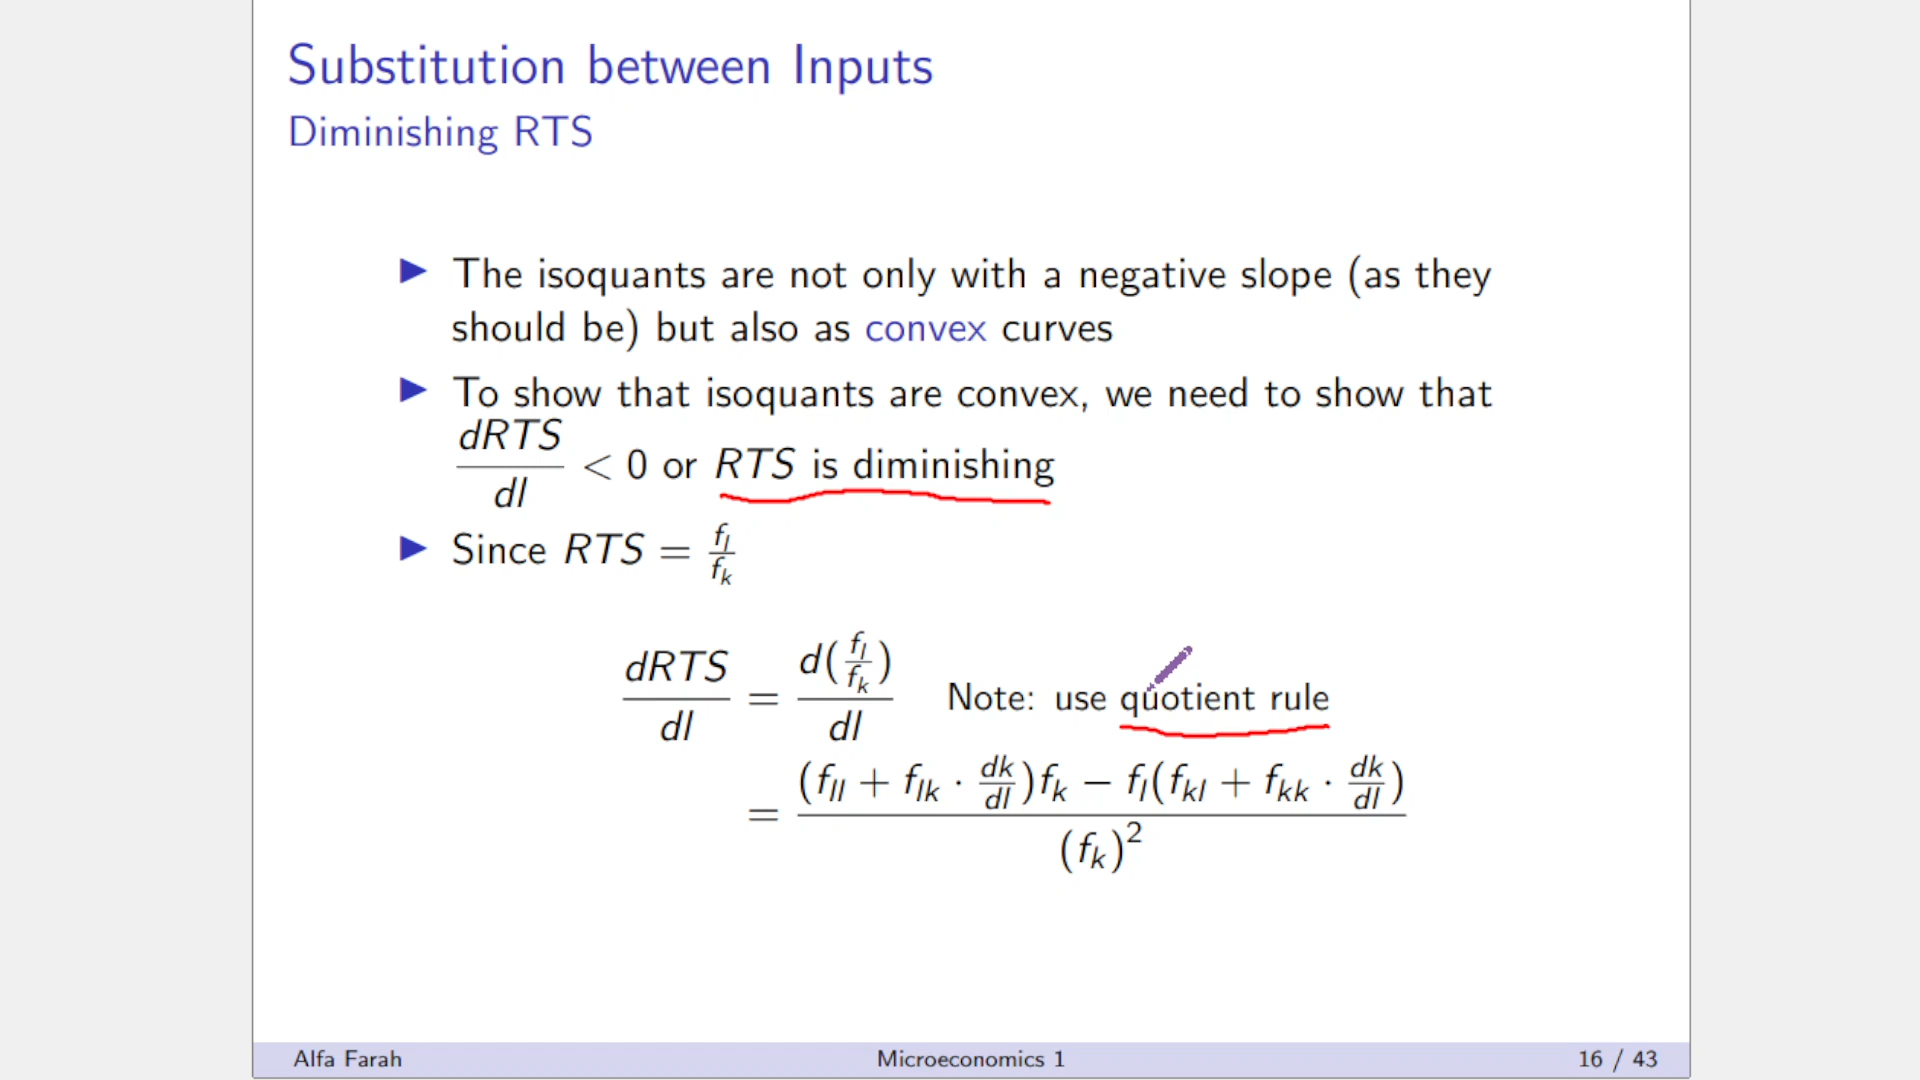 Substitution between Inputs
Diminishing RTS
▶ The isoquants are not only with a negative slope (as they
should be) but also as convex curves
▶ To show that isoquants are convex, we need to show that
dRTS/dl < 0 or RTS is diminishing
▶ Since RTS = f_l/f_k
dRTS/dl = d(f_l/f_k)/dl Note: use quotient rule
= ((f_ll + f_lk · dk/dl)f_k − f_l(f_kl + f_kk · dk/dl))/(f_k)²
Alfa Farah Microeconomics 1 16 / 43